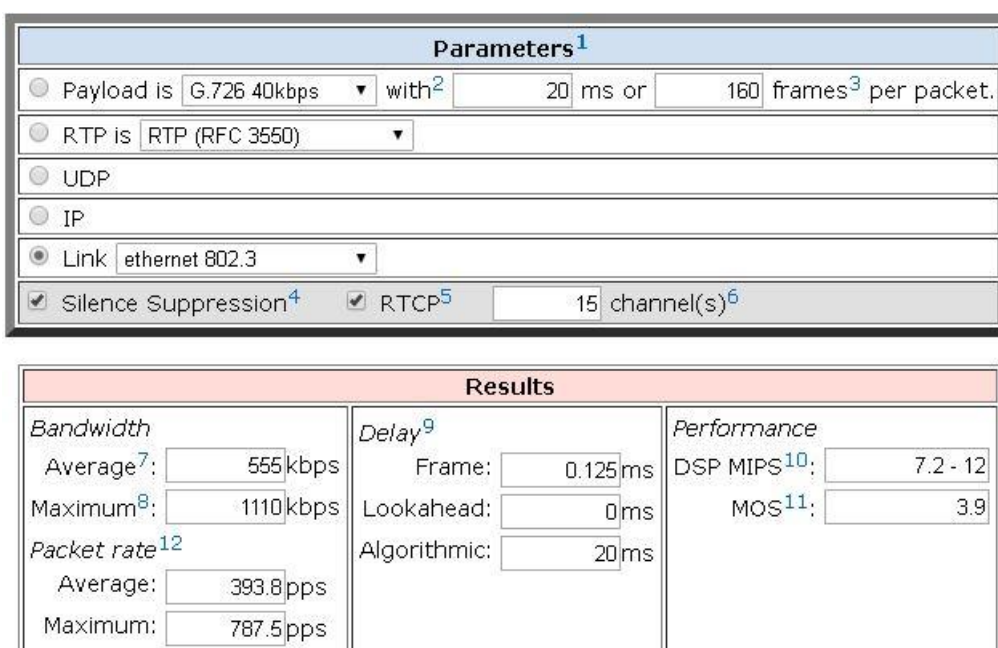 Parameters1
Payload is G.726 40kbps with2 20 ms or 160 frames3 per packet.
RTP is RTP (RFC 3550)
UDP
IP
Link ethernet 802.3
Silence Suppression4 RTCP5 15 channel(s)6
Results
Bandwidth
Average7: 555 kbps
Maximum8: 1110 kbps
Packet rate12
Average: 393.8 pps
Maximum: 787.5 pps
Delay9
Frame: 0.125 ms
Lookahead: 0 ms
Algorithmic: 20 ms
Performance
DSP MIPS10: 7.2 - 12
MOS11: 3.9